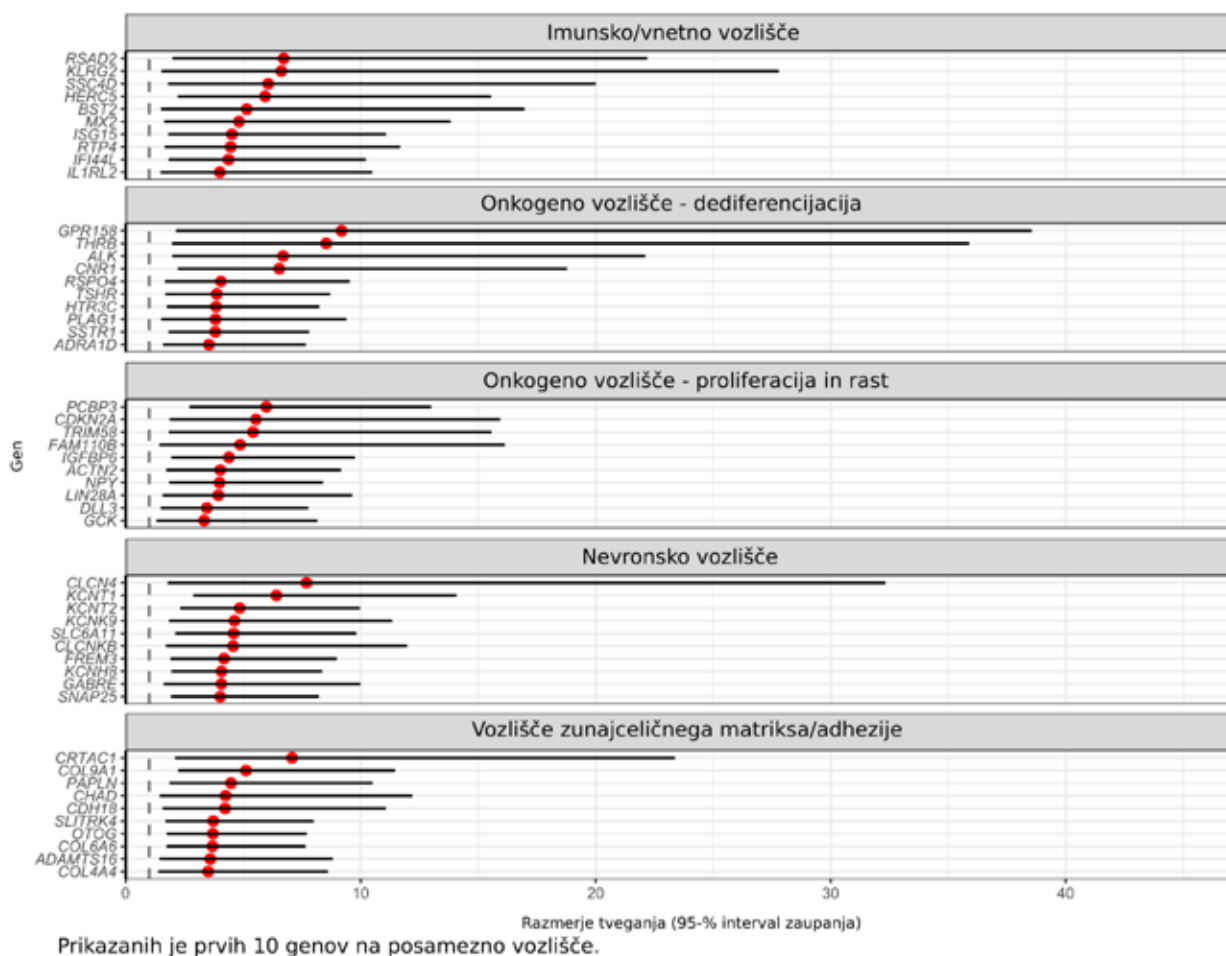 Imunsko/vnetno vozlišče
RSAD2
KLRG2
SSC4D
HERC5
BST2
MX2
ISG15
RTP4
IFI44L
IL1RL2
Onkogeno vozlišče - dediferencijacija
GPR158
THRB
ALK
CNR1
RSPO4
TSHR
HTR3C
PLAG1
SSTR1
ADRA1D
Onkogeno vozlišče - proliferacija in rast
PCBP3
CDKN2A
TRIM58
FAM110B
IGFBP6
ACTN2
NPY
LIN28A
DLL3
GCK
Gen
Nevronsko vozlišče
CLCN4
KCNT1
KCNT2
KCNK9
SLC6A11
CLCNKB
FREM3
KCNH8
GABRE
SNAP25
Vozlišče zunajceličnega matriksa/adhezije
CRTAC1
COL9A1
PAPLN
CHAD
CDH18
SLITRK4
OTOG
COL6A6
ADAMTS16
COL4A4
0 10 20 30 40
Razmerje tveganja (95-% interval zaupanja)
Prikazanih je prvih 10 genov na posamezno vozlišče.